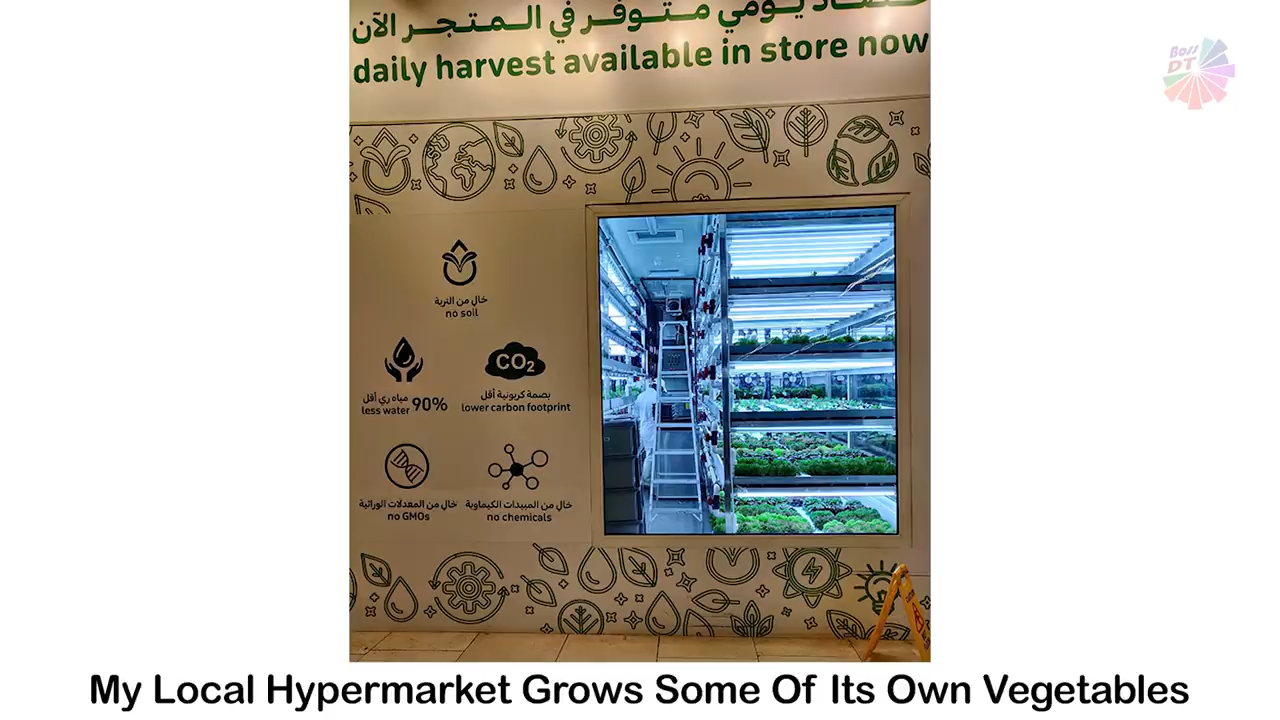 يومي متوفر في المتجر الآن
daily harvest available in store now
خالٍ من التربة
no soil
مياه ري أقل
less water 90%
CO₂
بصمة كربونية أقل
lower carbon footprint
خالٍ من المعدلات الوراثية
no GMOs
خالٍ من المبيدات الكيماوية
no chemicals
Boss
DT
My Local Hypermarket Grows Some Of Its Own Vegetables